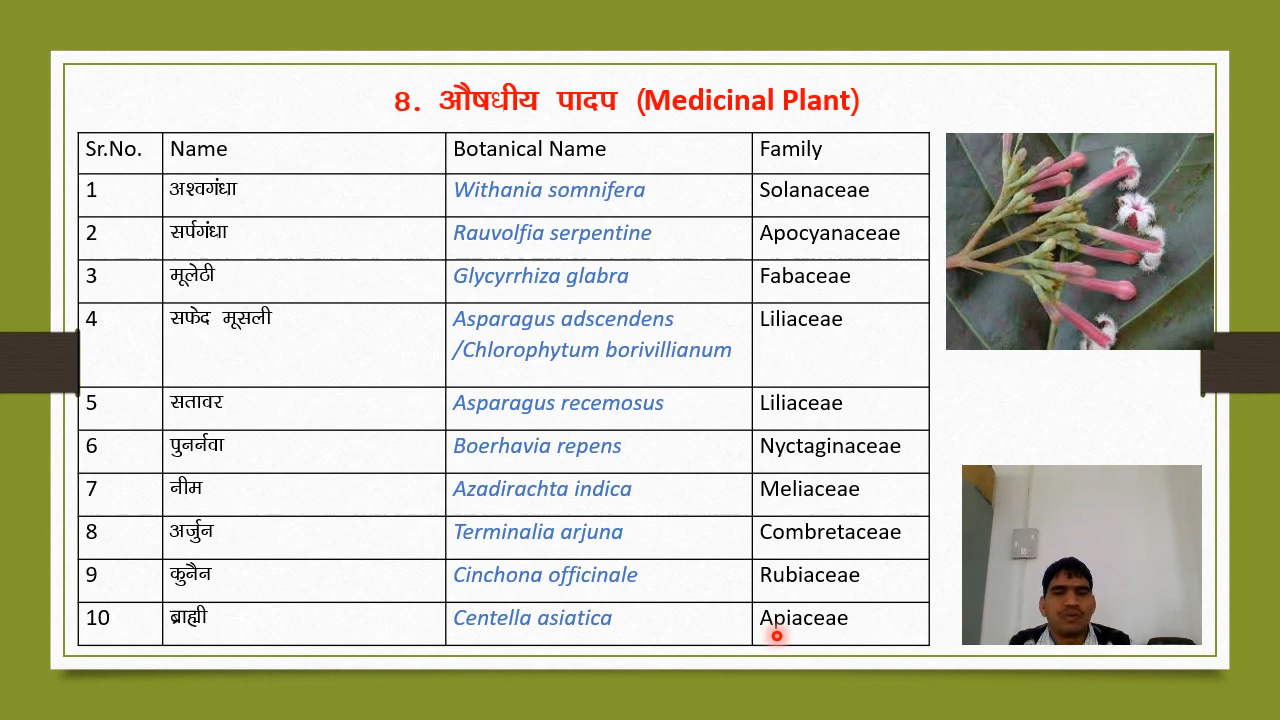 8. औषधीय पादप (Medicinal Plant)
Sr.No. Name Botanical Name Family
1 अश्वगंधा Withania somnifera Solanaceae
2 सर्पगंधा Rauvolfia serpentine Apocyanaceae
3 मूलेठी Glycyrrhiza glabra Fabaceae
4 सफेद मूसली Asparagus adscendens Liliaceae
/Chlorophytum borivillianum
5 सतावर Asparagus recemosus Liliaceae
6 पुनर्नवा Boerhavia repens Nyctaginaceae
7 नीम Azadirachta indica Meliaceae
8 अर्जुन Terminalia arjuna Combretaceae
9 कुनैन Cinchona officinale Rubiaceae
10 ब्राह्मी Centella asiatica Apiaceae